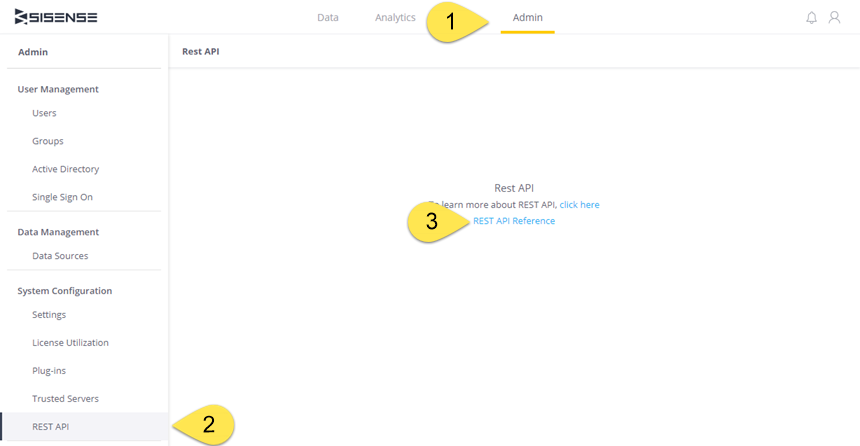 SISENSE
Data Analytics 1 Admin
Admin
Rest API
User Management
Users
Groups
Active Directory
Single Sign On
Rest API
o learn more about REST API, click here
3 REST API Reference
Data Management
Data Sources
System Configuration
Settings
License Utilization
Plug-ins
Trusted Servers
REST API 2